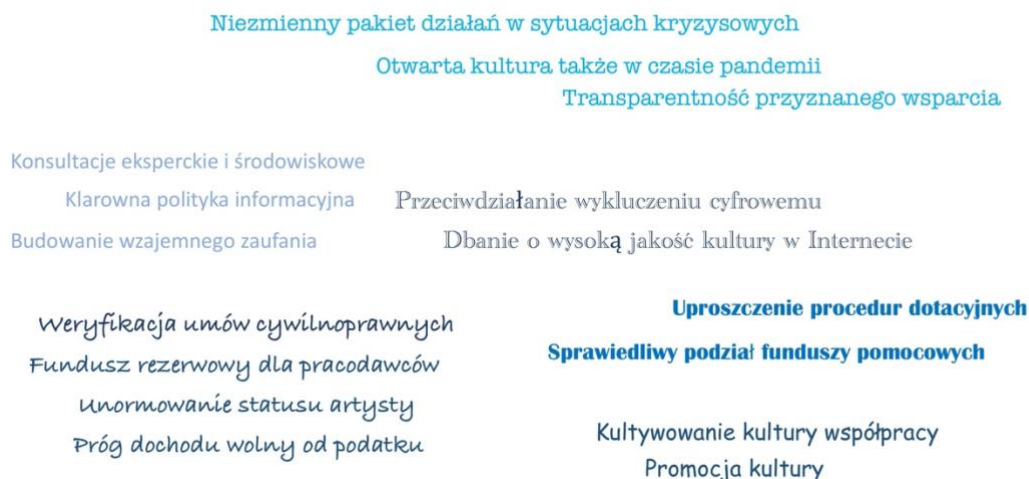 Niezmienny pakiet działań w sytuacjach kryzysowych
Otwarta kultura także w czasie pandemii
Transparentność przyznanego wsparcia
Konsultacje eksperckie i środowiskowe
Klarowna polityka informacyjna
Budowanie wzajemnego zaufania
Przeciwdziałanie wykluczeniu cyfrowemu
Dbanie o wysoką jakość kultury w Internecie
Weryfikacja umów cywilnoprawnych
Fundusz rezerwowy dla pracodawców
Unormowanie statusu artysty
Próg dochodu wolny od podatku
Uproszczenie procedur dotacyjnych
Sprawiedliwy podział funduszy pomocowych
Kultywowanie kultury współpracy
Promocja kultury